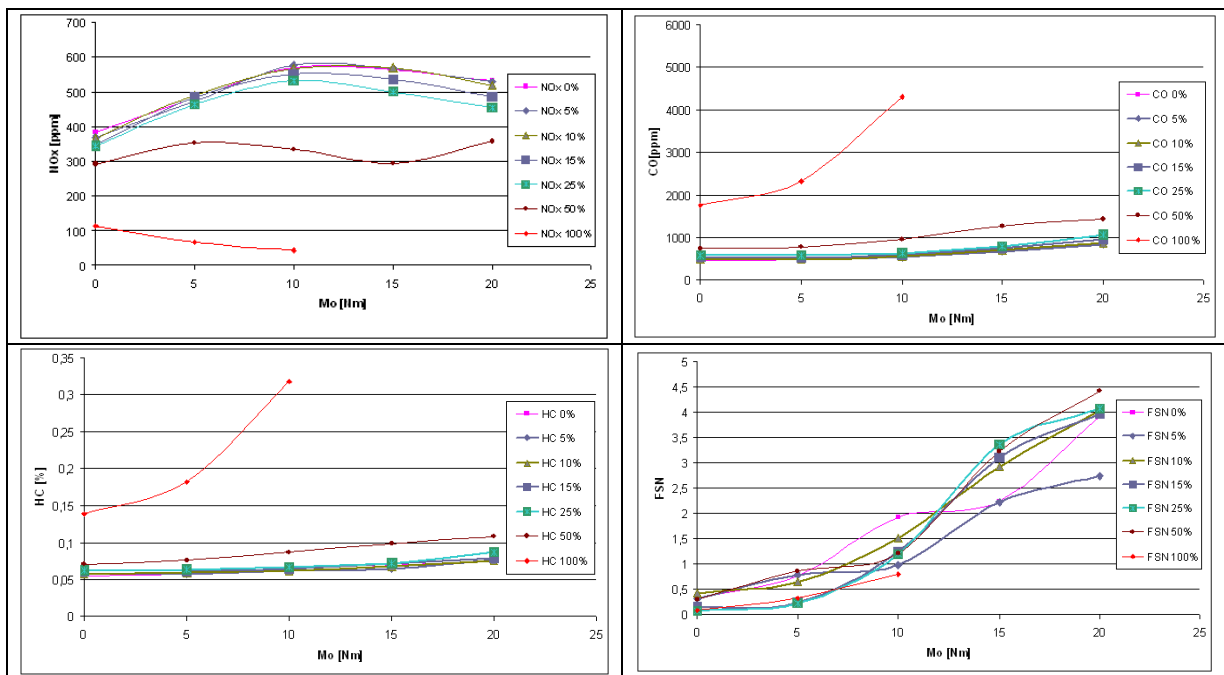 700
600
500
400
300
200
100
0
NOx [ppm]
0 5 10 15 20 25
Mo [Nm]
NOx 0%
NOx 5%
NOx 10%
NOx 15%
NOx 25%
NOx 50%
NOx 100%
6000
5000
4000
3000
2000
1000
0
CO[ppm]
0 5 10 15 20 25
Mo [Nm]
CO 0%
CO 5%
CO 10%
CO 15%
CO 25%
CO 50%
CO 100%
0,35
0,3
0,25
0,2
0,15
0,1
0,05
0
HC [%]
0 5 10 15 20 25
Mo [Nm]
HC 0%
HC 5%
HC 10%
HC 15%
HC 25%
HC 50%
HC 100%
5
4,5
4
3,5
3
2,5
2
1,5
1
0,5
0
FSN
0 5 10 15 20 25
Mo [Nm]
FSN 0%
FSN 5%
FSN 10%
FSN 15%
FSN 25%
FSN 50%
FSN 100%